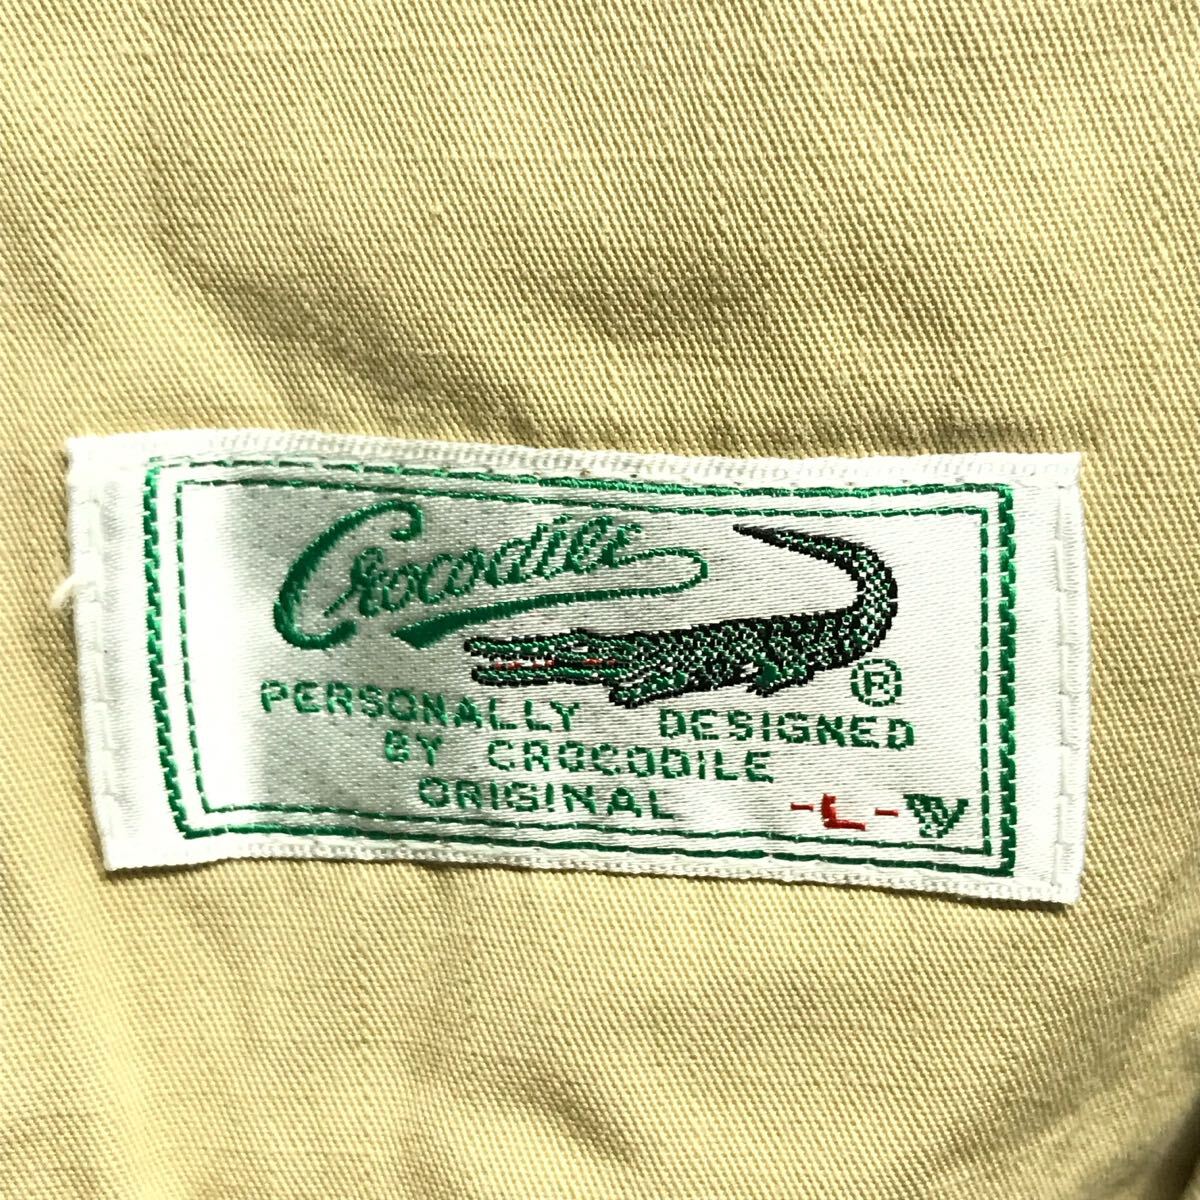 Crocodile
®
PERSONALLY DESIGNED
BY CROCODILE
ORIGINAL
-L-